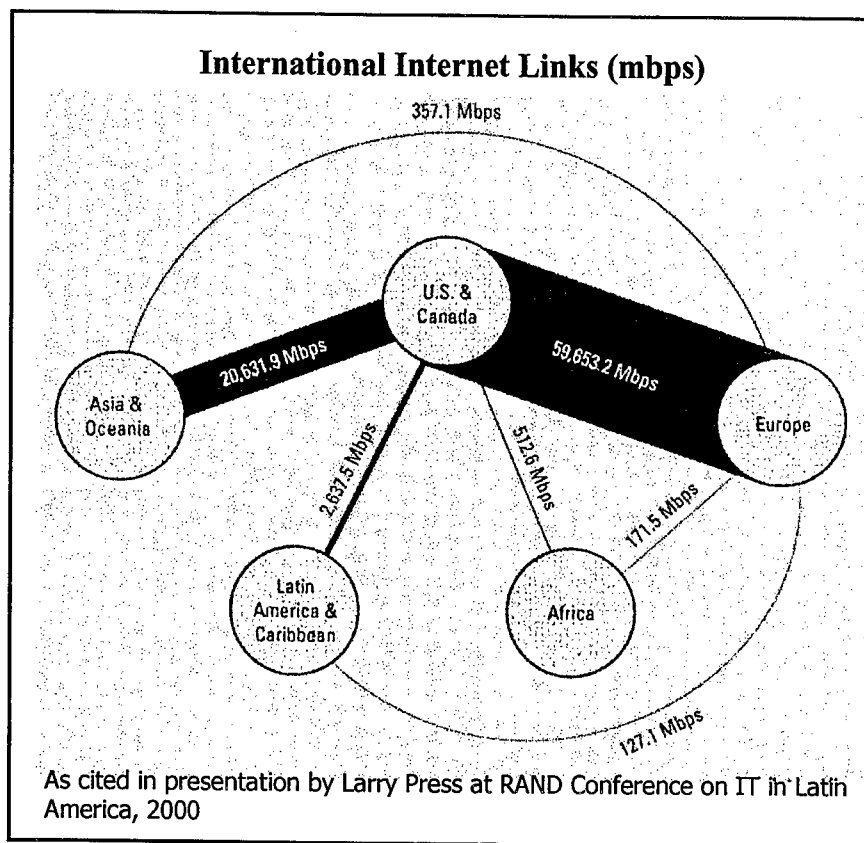 International Internet Links (mbps)
357.1 Mbps
U.S. &
Canada
20,631.9 Mbps
59,653.2 Mbps
Asia &
Oceania
Europe
2,637.5 Mbps
512.6 Mbps
171.5 Mbps
Latin
America &
Caribbean
Africa
127.1 Mbps
As cited in presentation by Larry Press at RAND Conference on IT in Latin
America, 2000